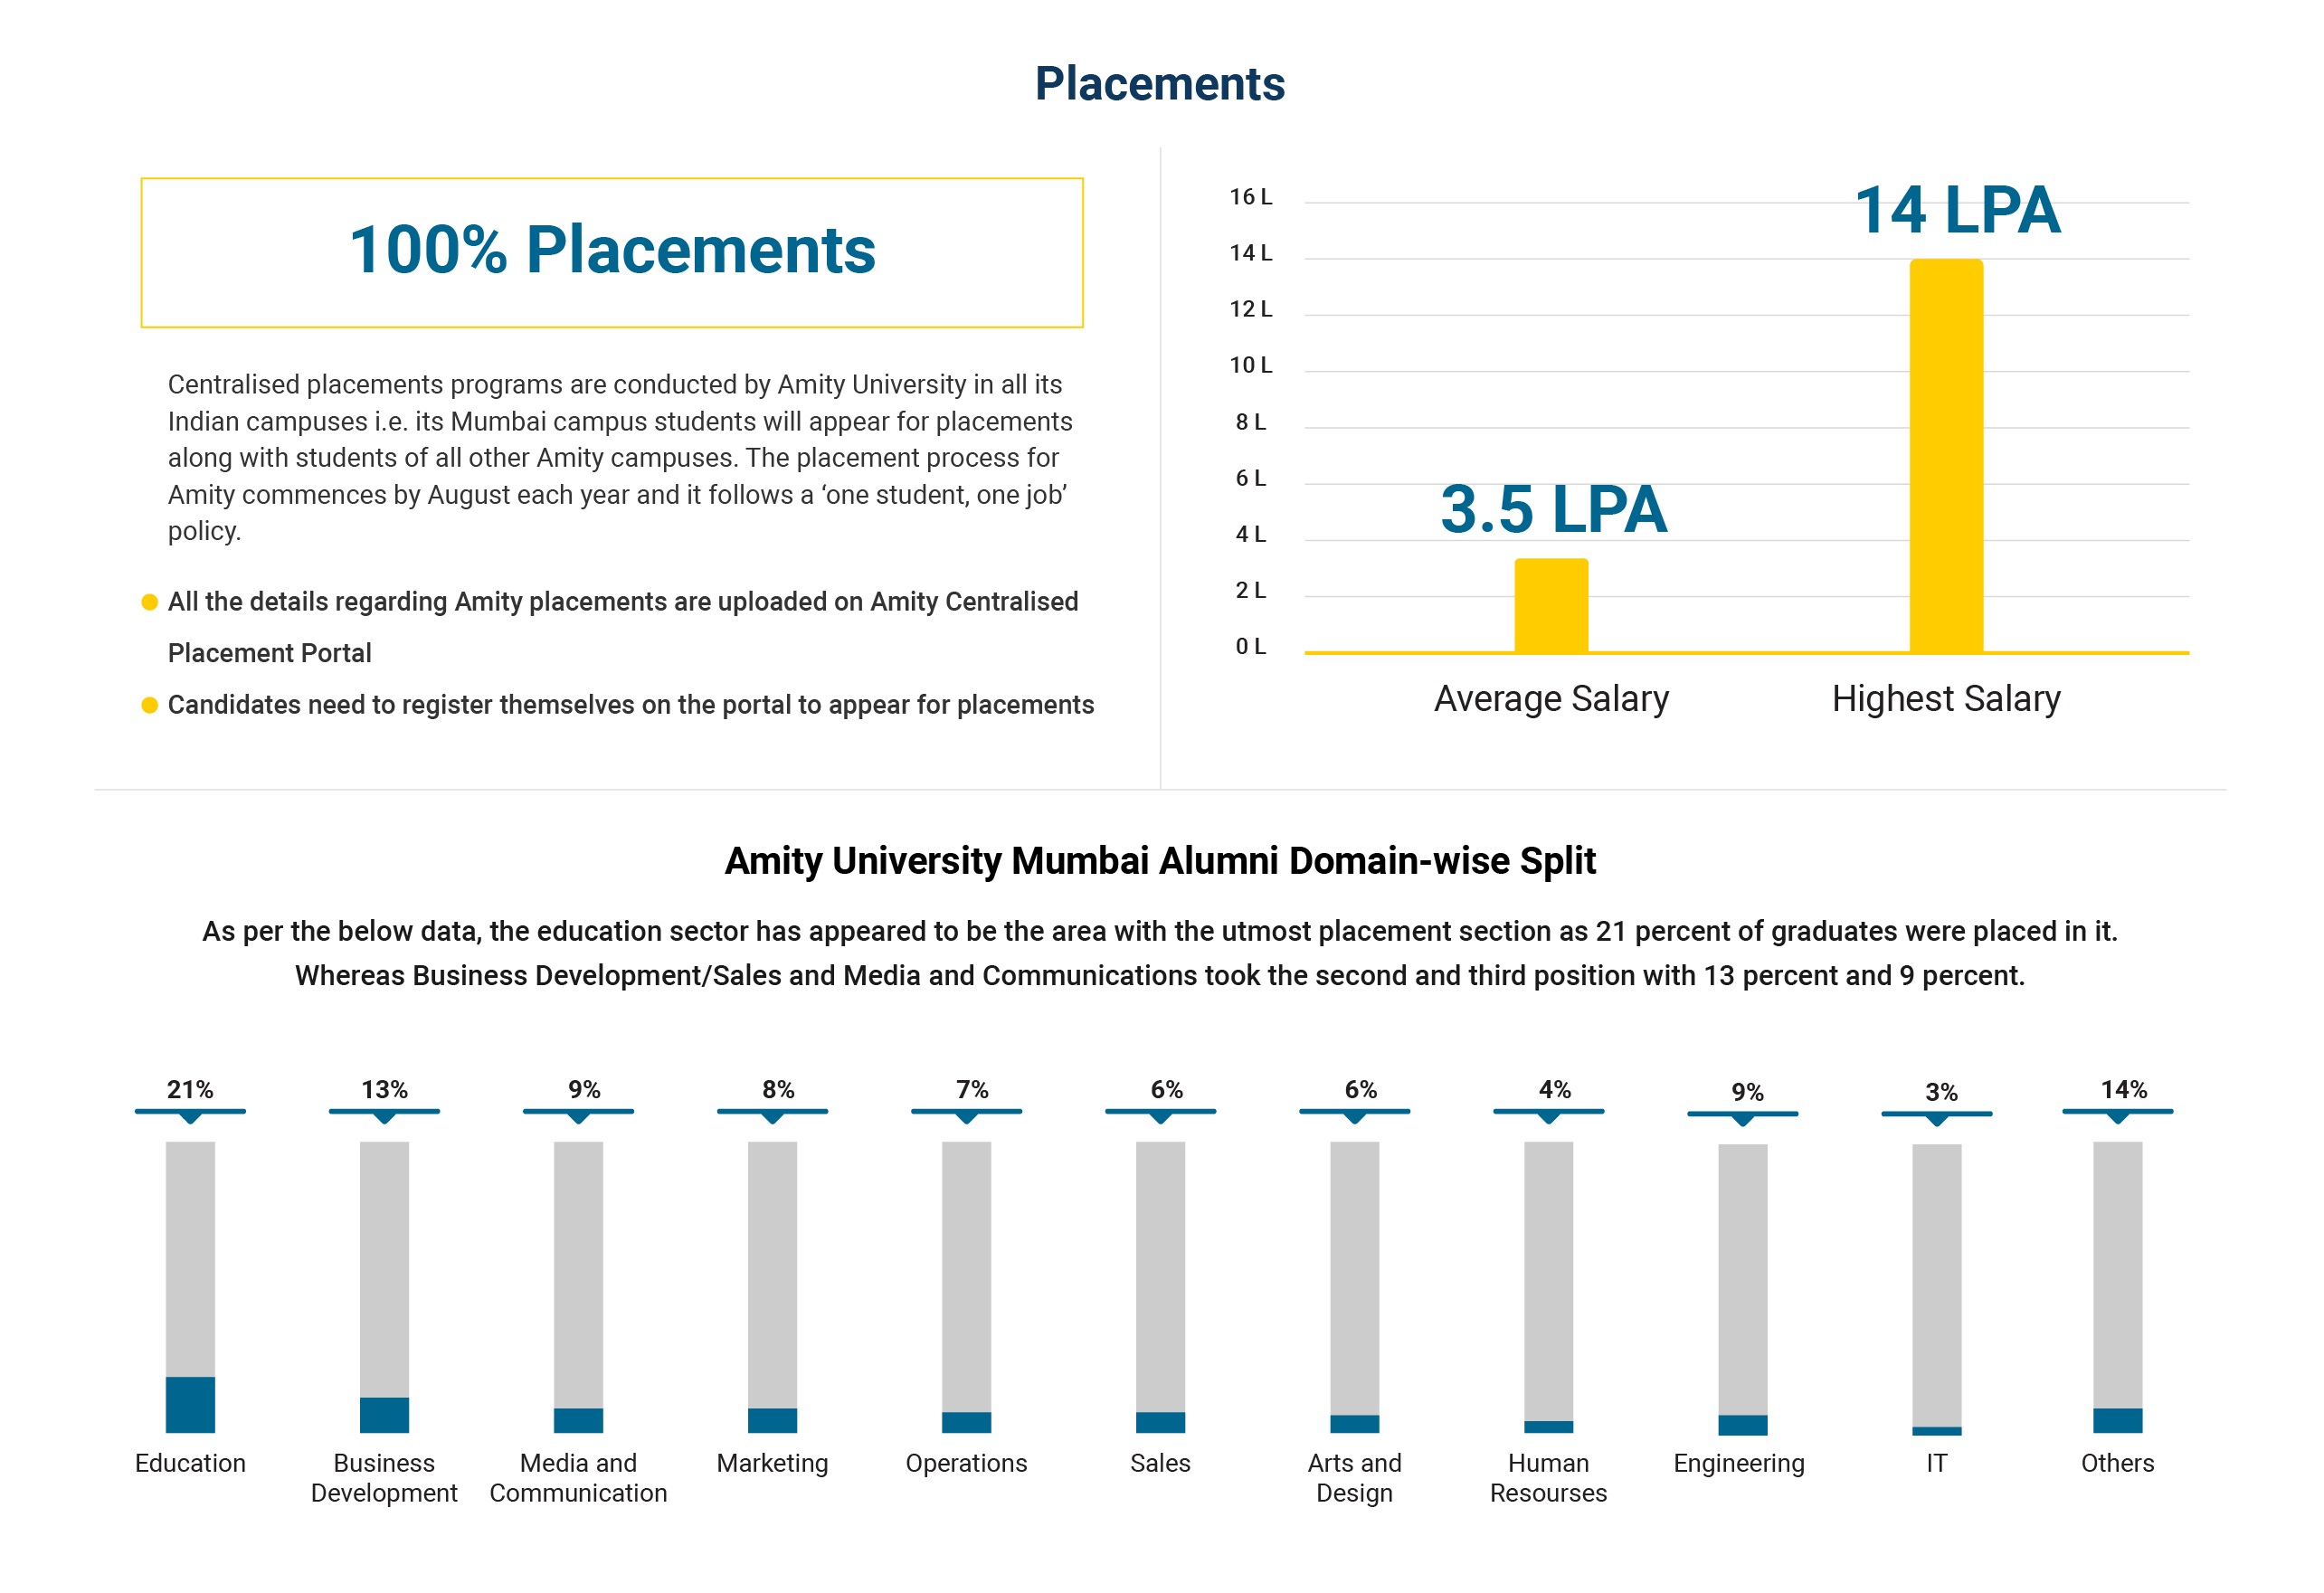 Placements
100% Placements
Centralised placements programs are conducted by Amity University in all its
Indian campuses i.e. its Mumbai campus students will appear for placements
along with students of all other Amity campuses. The placement process for
Amity commences by August each year and it follows a ‘one student, one job’
policy.
All the details regarding Amity placements are uploaded on Amity Centralised
Placement Portal
Candidates need to register themselves on the portal to appear for placements
16 L
14 L
12 L
10 L
8 L
6 L
4 L
2 L
0 L
3.5 LPA
14 LPA
Average Salary
Highest Salary
Amity University Mumbai Alumni Domain-wise Split
As per the below data, the education sector has appeared to be the area with the utmost placement section as 21 percent of graduates were placed in it.
Whereas Business Development/Sales and Media and Communications took the second and third position with 13 percent and 9 percent.
21%
13%
9%
8%
7%
6%
6%
4%
9%
3%
14%
Education
Business
Development
Media and
Communication
Marketing
Operations
Sales
Arts and
Design
Human
Resourses
Engineering
IT
Others